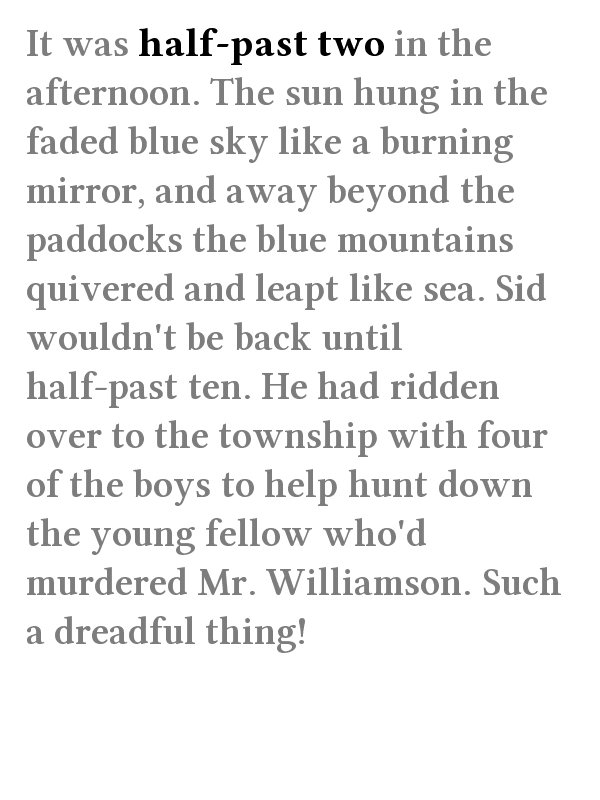 It was half-past two in the
afternoon. The sun hung in the
faded blue sky like a burning
mirror, and away beyond the
paddocks the blue mountains
quivered and leapt like sea. Sid
wouldn't be back until
half-past ten. He had ridden
over to the township with four
of the boys to help hunt down
the young fellow who'd
murdered Mr. Williamson. Such
a dreadful thing!